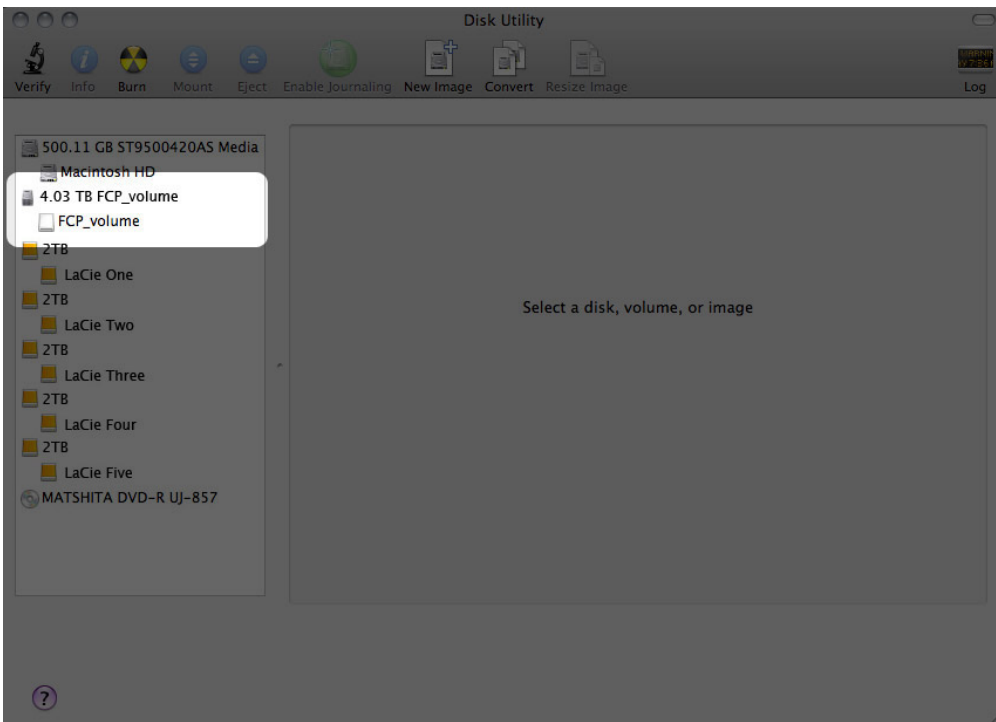 Disk Utility
Verify Info Burn Mount Eject Enable Journaling New Image Convert Resize Image Log
500.11 GB ST9500420AS Media
Macintosh HD
4.03 TB FCP_volume
FCP_volume
2TB
LaCie One
2TB
LaCie Two
2TB
LaCie Three
2TB
LaCie Four
2TB
LaCie Five
MATSHITA DVD-R UJ-857
Select a disk, volume, or image
?